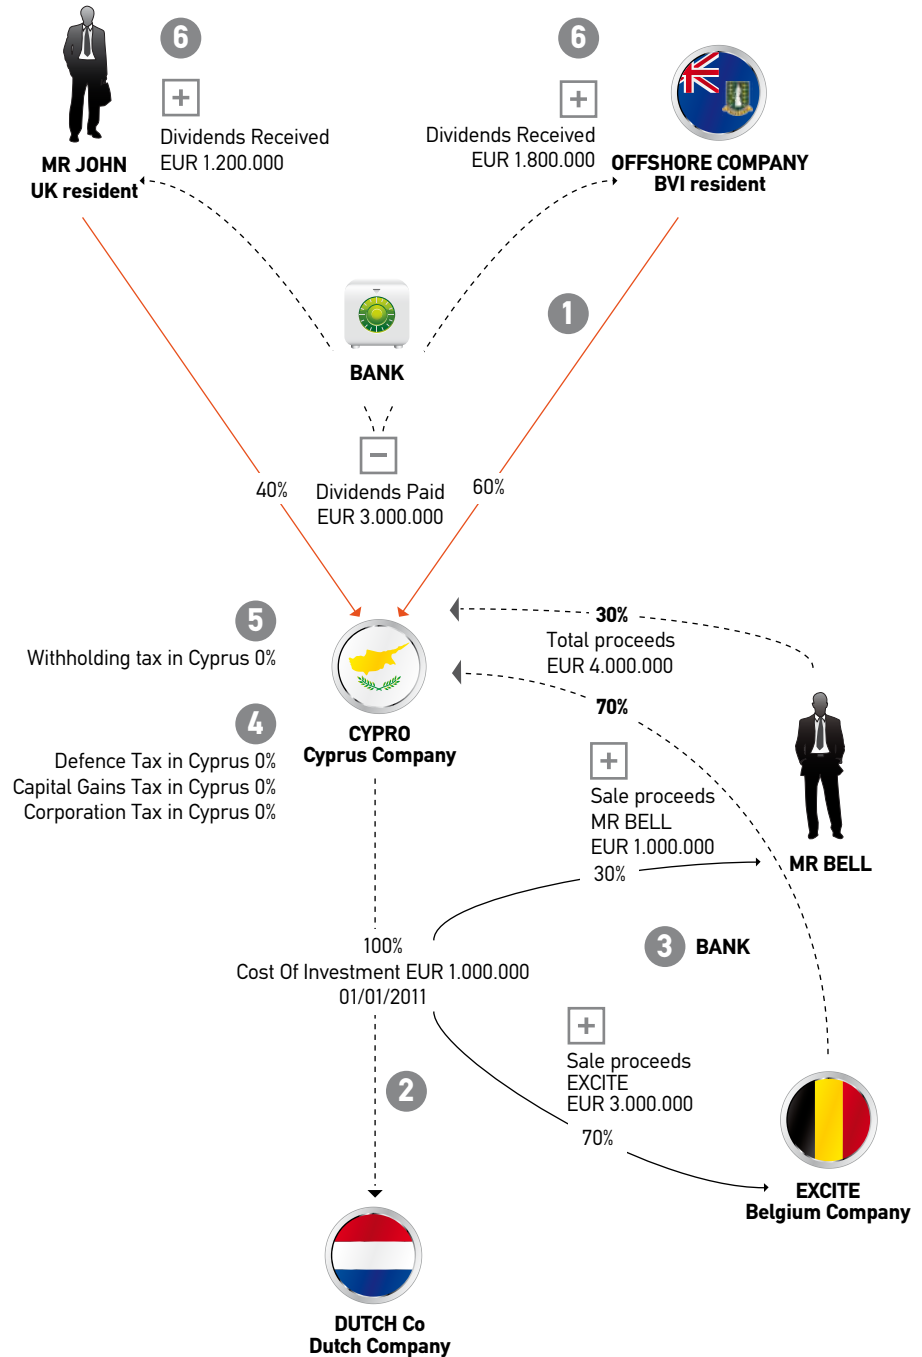 6
Dividends Received
EUR 1.200.000
MR JOHN
UK resident
6
Dividends Received
EUR 1.800.000
OFFSHORE COMPANY
BVI resident
1
BANK
40%
Dividends Paid
EUR 3.000.000
60%
5
Withholding tax in Cyprus 0%
4
Defence Tax in Cyprus 0%
Capital Gains Tax in Cyprus 0%
Corporation Tax in Cyprus 0%
CYPRO
Cyprus Company
30%
Total proceeds
EUR 4.000.000
70%
Sale proceeds
MR BELL
EUR 1.000.000
30%
MR BELL
3 BANK
100%
Cost Of Investment EUR 1.000.000
01/01/2011
Sale proceeds
EXCITE
EUR 3.000.000
70%
2
EXCITE
Belgium Company
DUTCH Co
Dutch Company